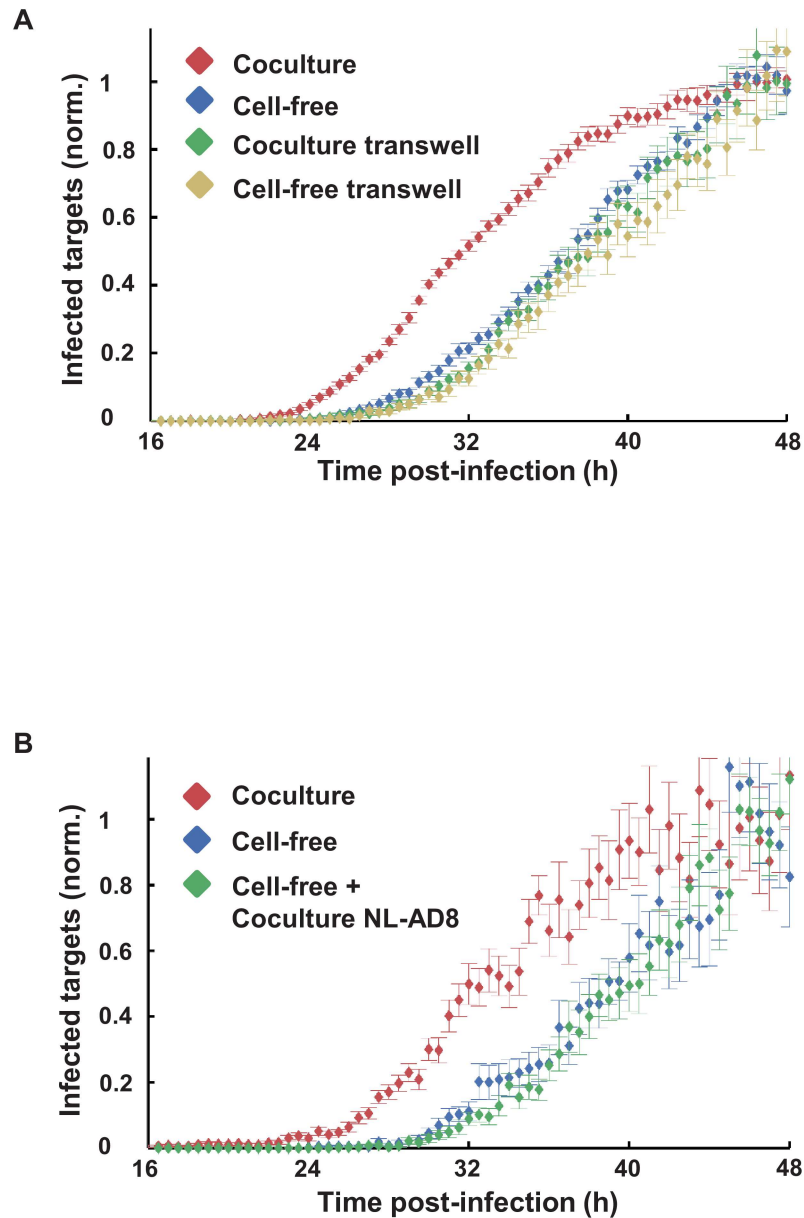 A
Coculture
Cell-free
Coculture transwell
Cell-free transwell
Infected targets (norm.)
1
0.8
0.6
0.4
0.2
0
16 24 32 40 48
Time post-infection (h)
B
Coculture
Cell-free
Cell-free +
Coculture NL-AD8
Infected targets (norm.)
1
0.8
0.6
0.4
0.2
0
16 24 32 40 48
Time post-infection (h)